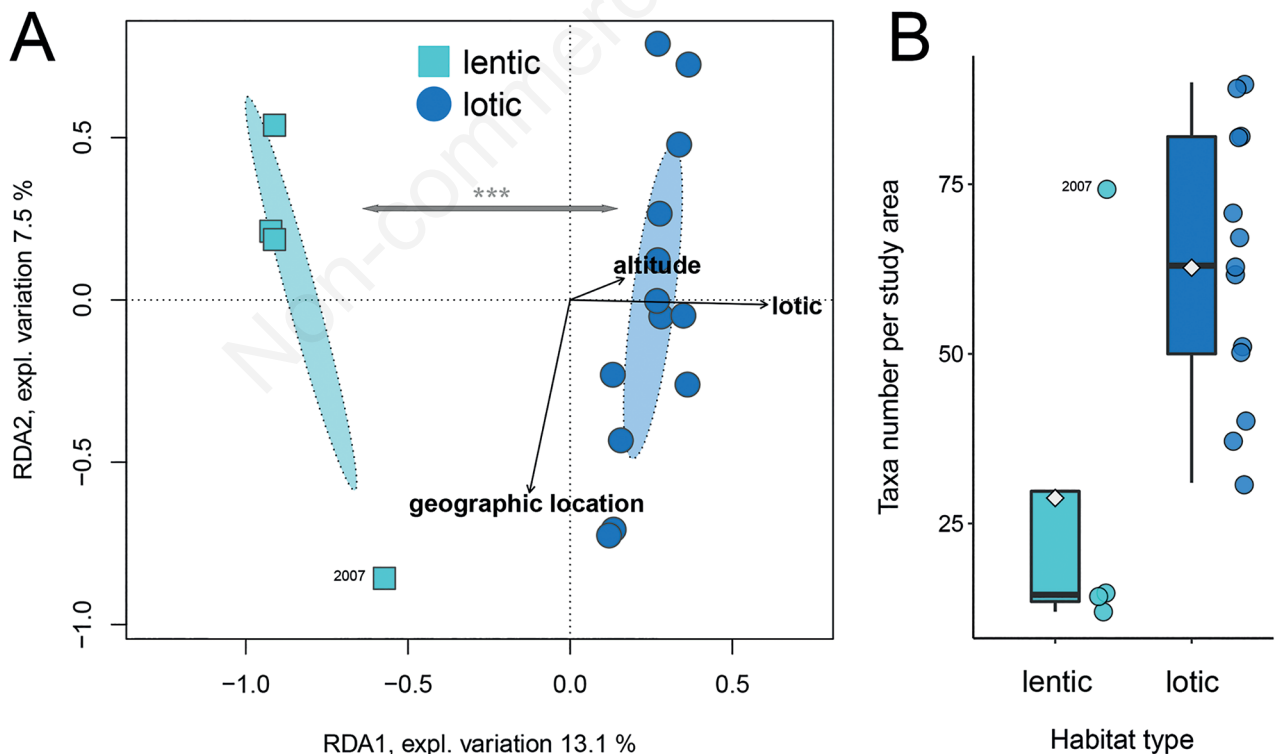 A
lentic
lotic
***
altitude
lotic
geographic location
2007
0.5
0.0
−0.5
−1.0
RDA2, expl. variation 7.5 %
−1.0
−0.5
0.0
0.5
RDA1, expl. variation 13.1 %
Non-commerc
B
2007
75
50
25
Taxa number per study area
lentic
lotic
Habitat type